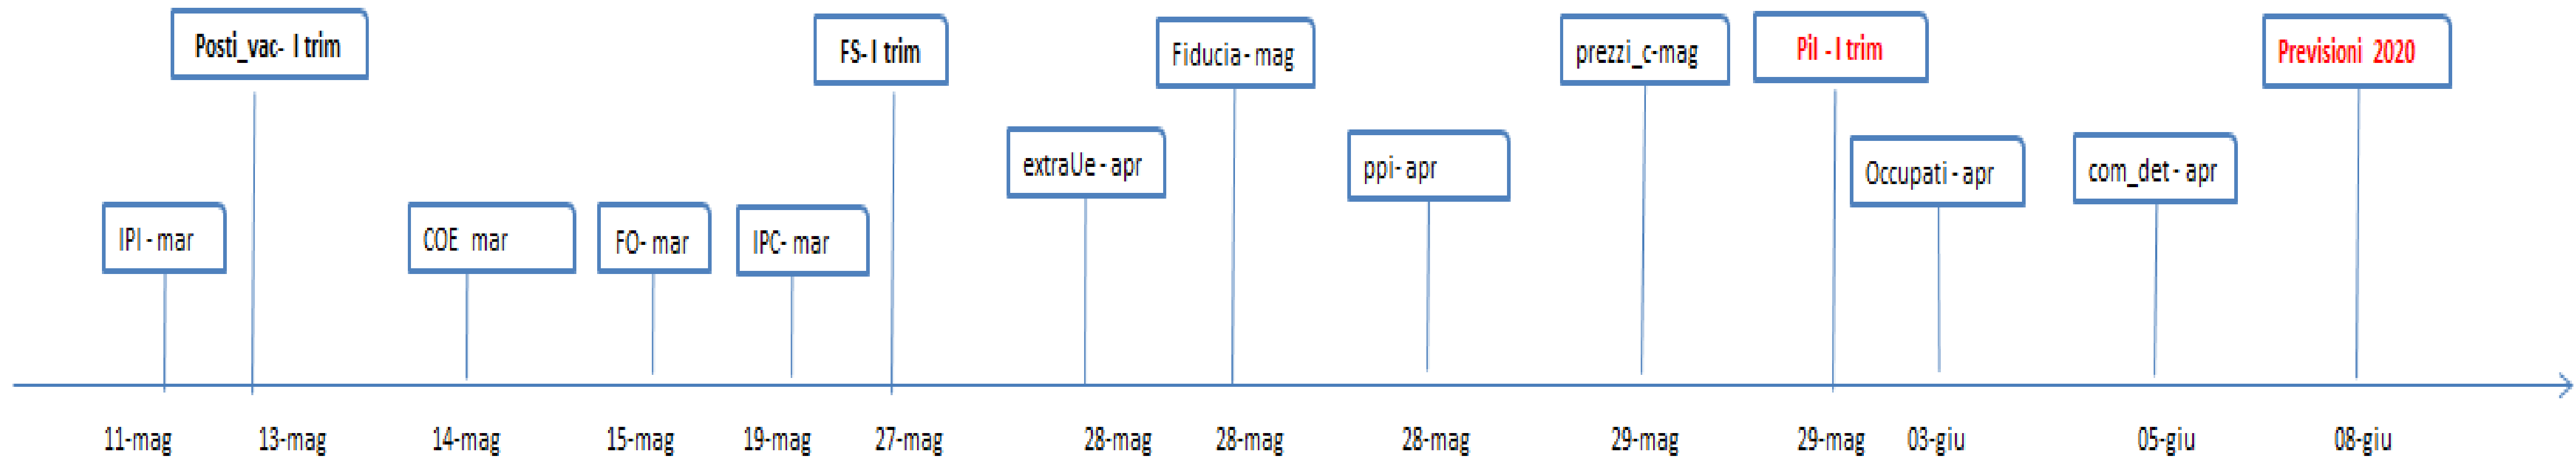 Posti_vac- I trim
FS- I trim
Fiducia - mag
prezzi_c-mag
Pil - I trim
Previsioni 2020
extraUe - apr
ppi- apr
Occupati - apr
com_det - apr
IPI - mar
COE mar
FO- mar
IPC- mar
11-mag
13-mag
14-mag
15-mag
19-mag
27-mag
28-mag
28-mag
28-mag
29-mag
29-mag
03-giu
05-giu
08-giu